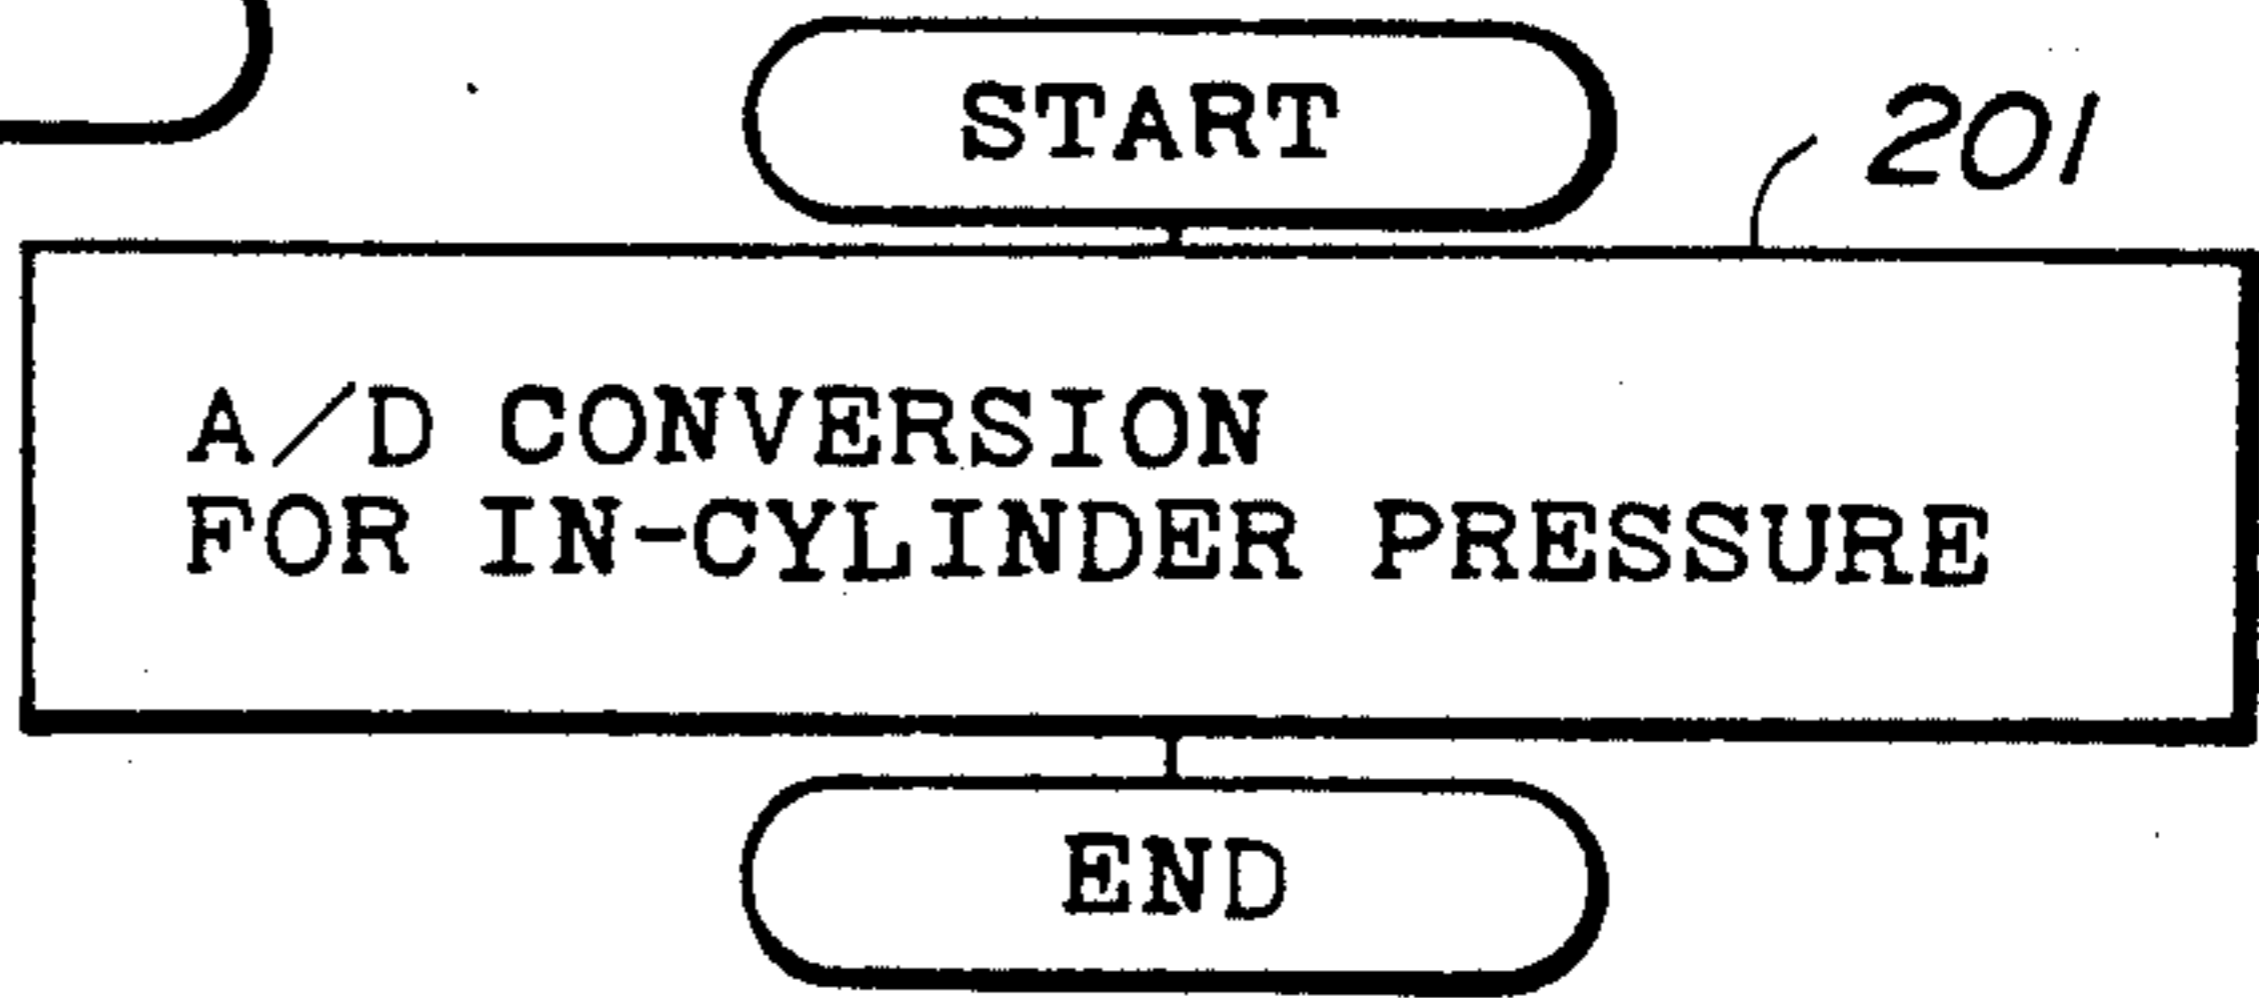 START
201
A/D CONVERSION
FOR IN-CYLINDER PRESSURE
END